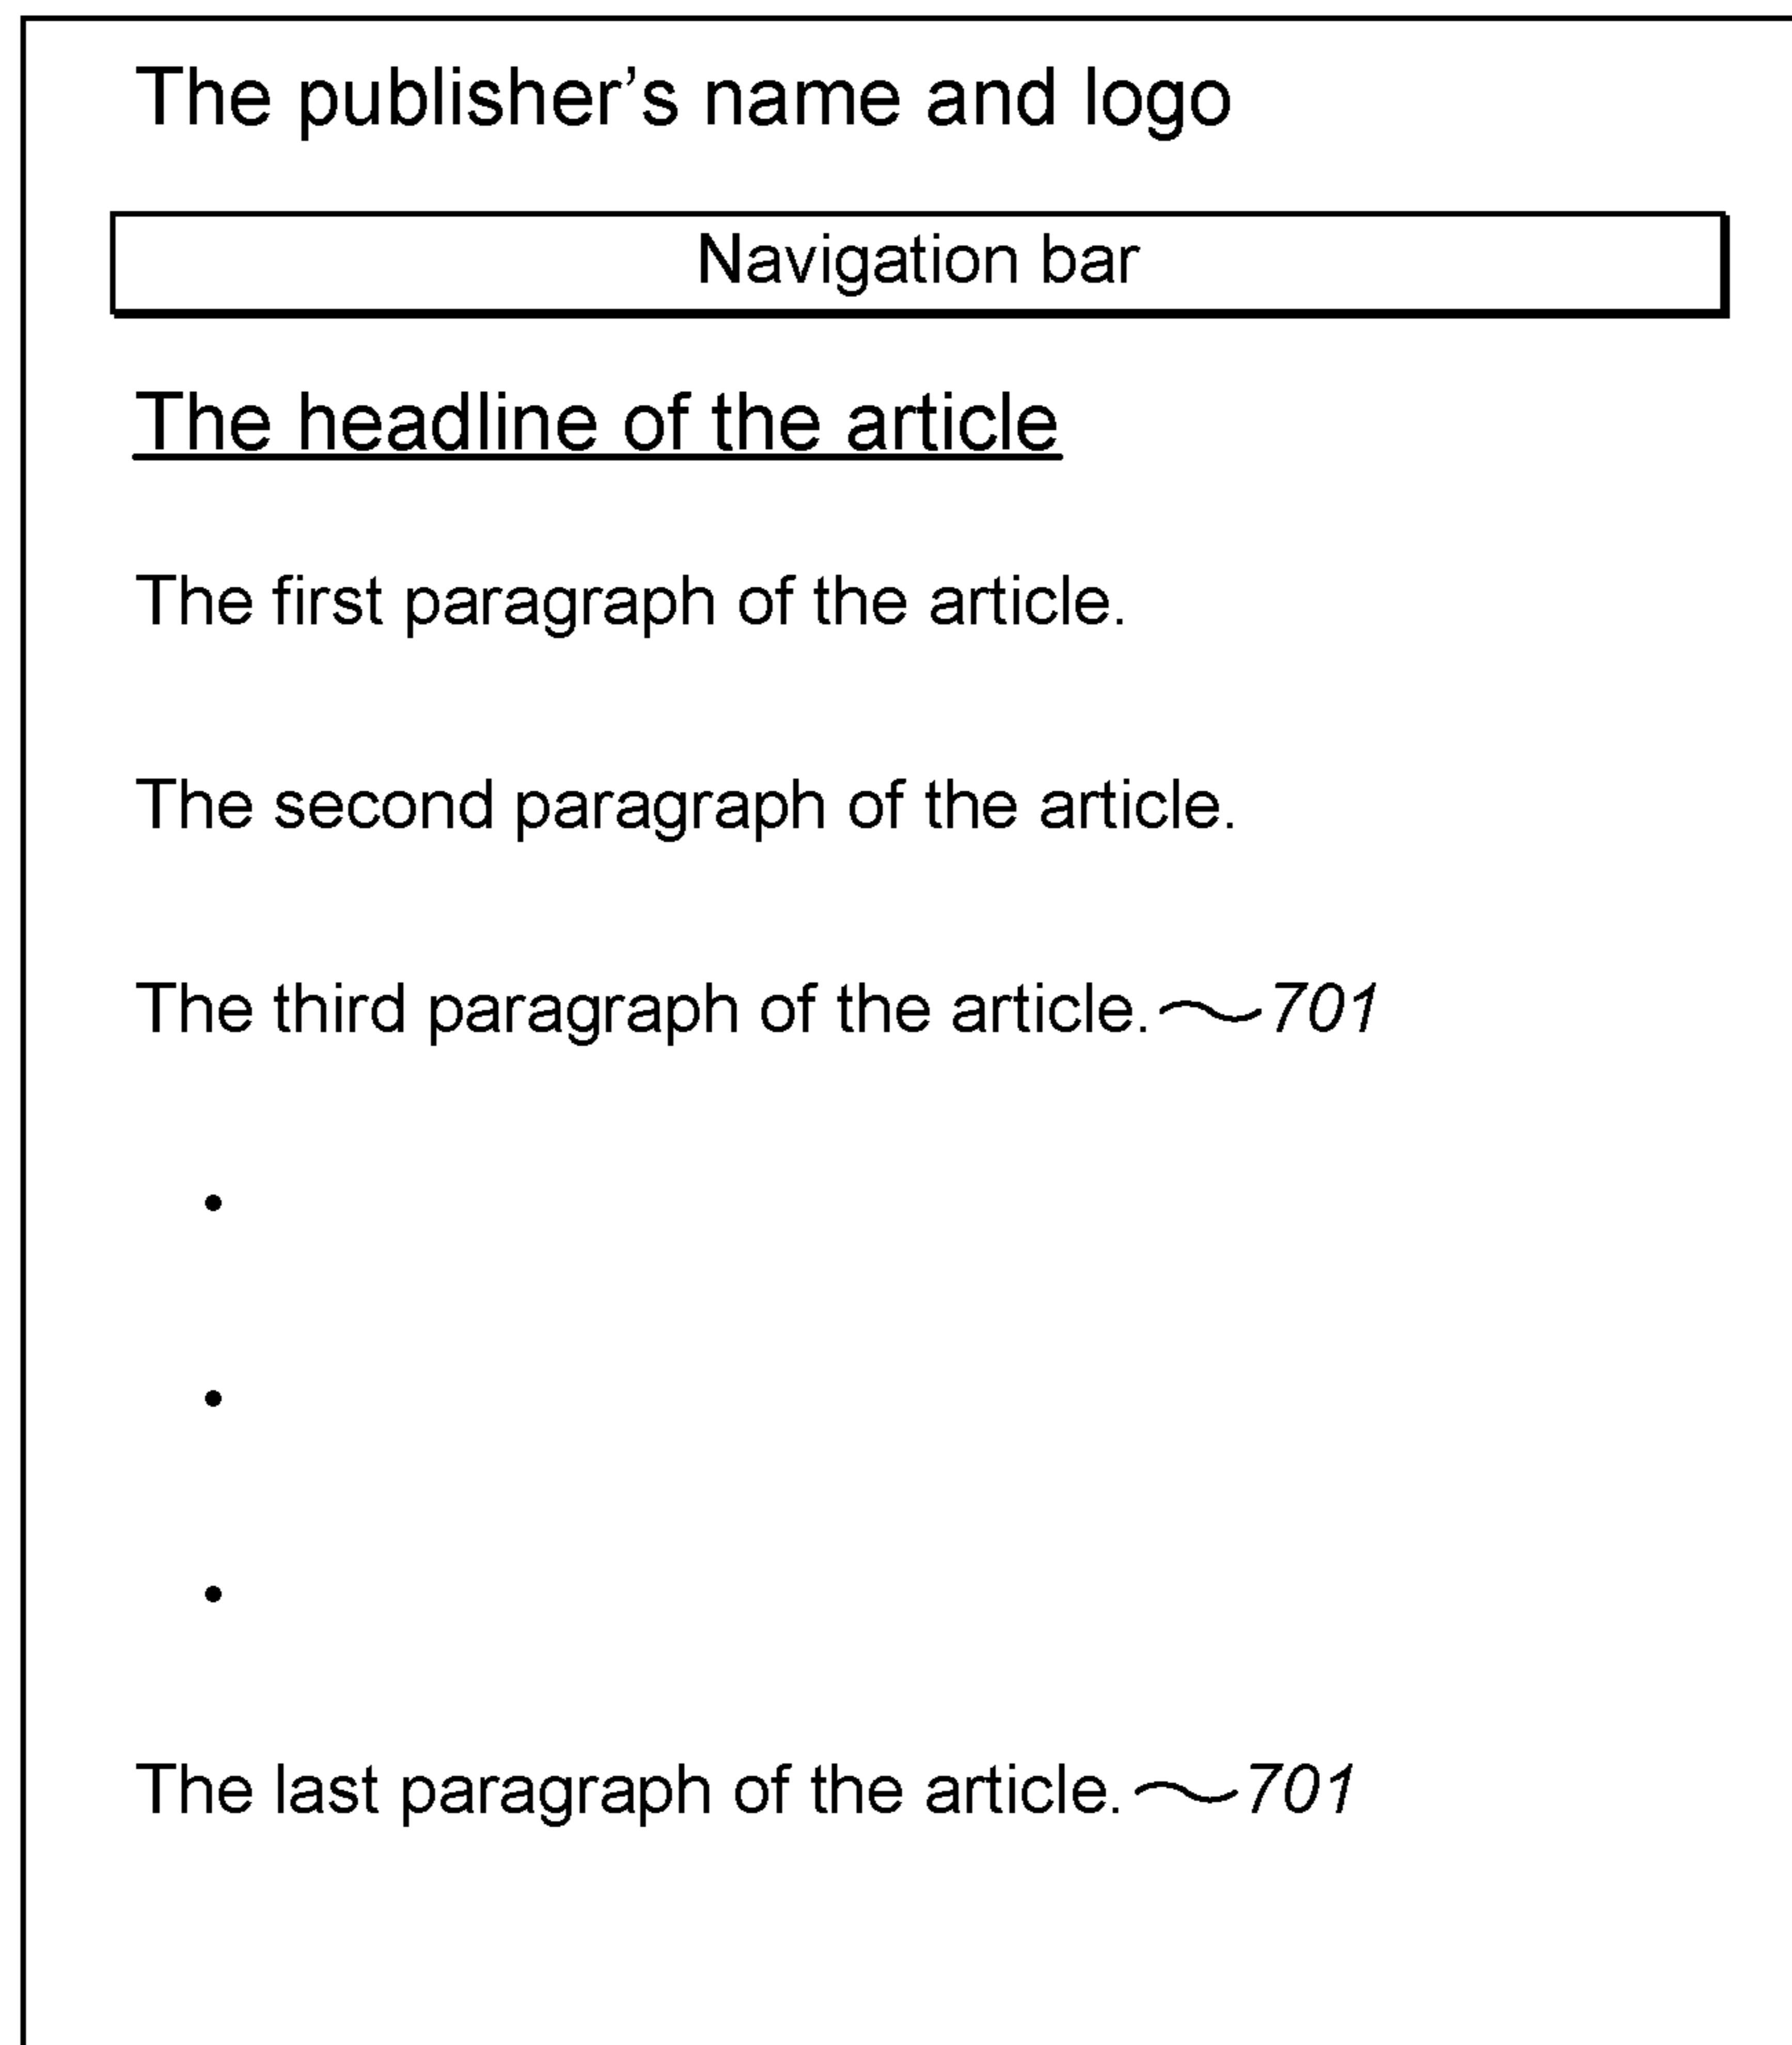 The publisher’s name and logo
Navigation bar
The headline of the article
The first paragraph of the article.
The second paragraph of the article.
The third paragraph of the article. 701
•
•
•
The last paragraph of the article. 701